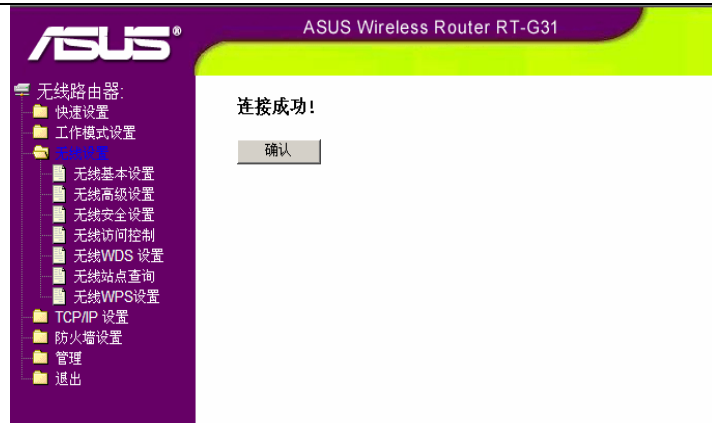 ASUS Wireless Router RT-G31
/SUS®
无线路由器:
快速设置
工作模式设置
无线设置
无线基本设置
无线高级设置
无线安全设置
无线访问控制
无线WDS 设置
无线站点查询
无线WPS设置
TCP/IP 设置
防火墙设置
管理
退出
连接成功!
确认